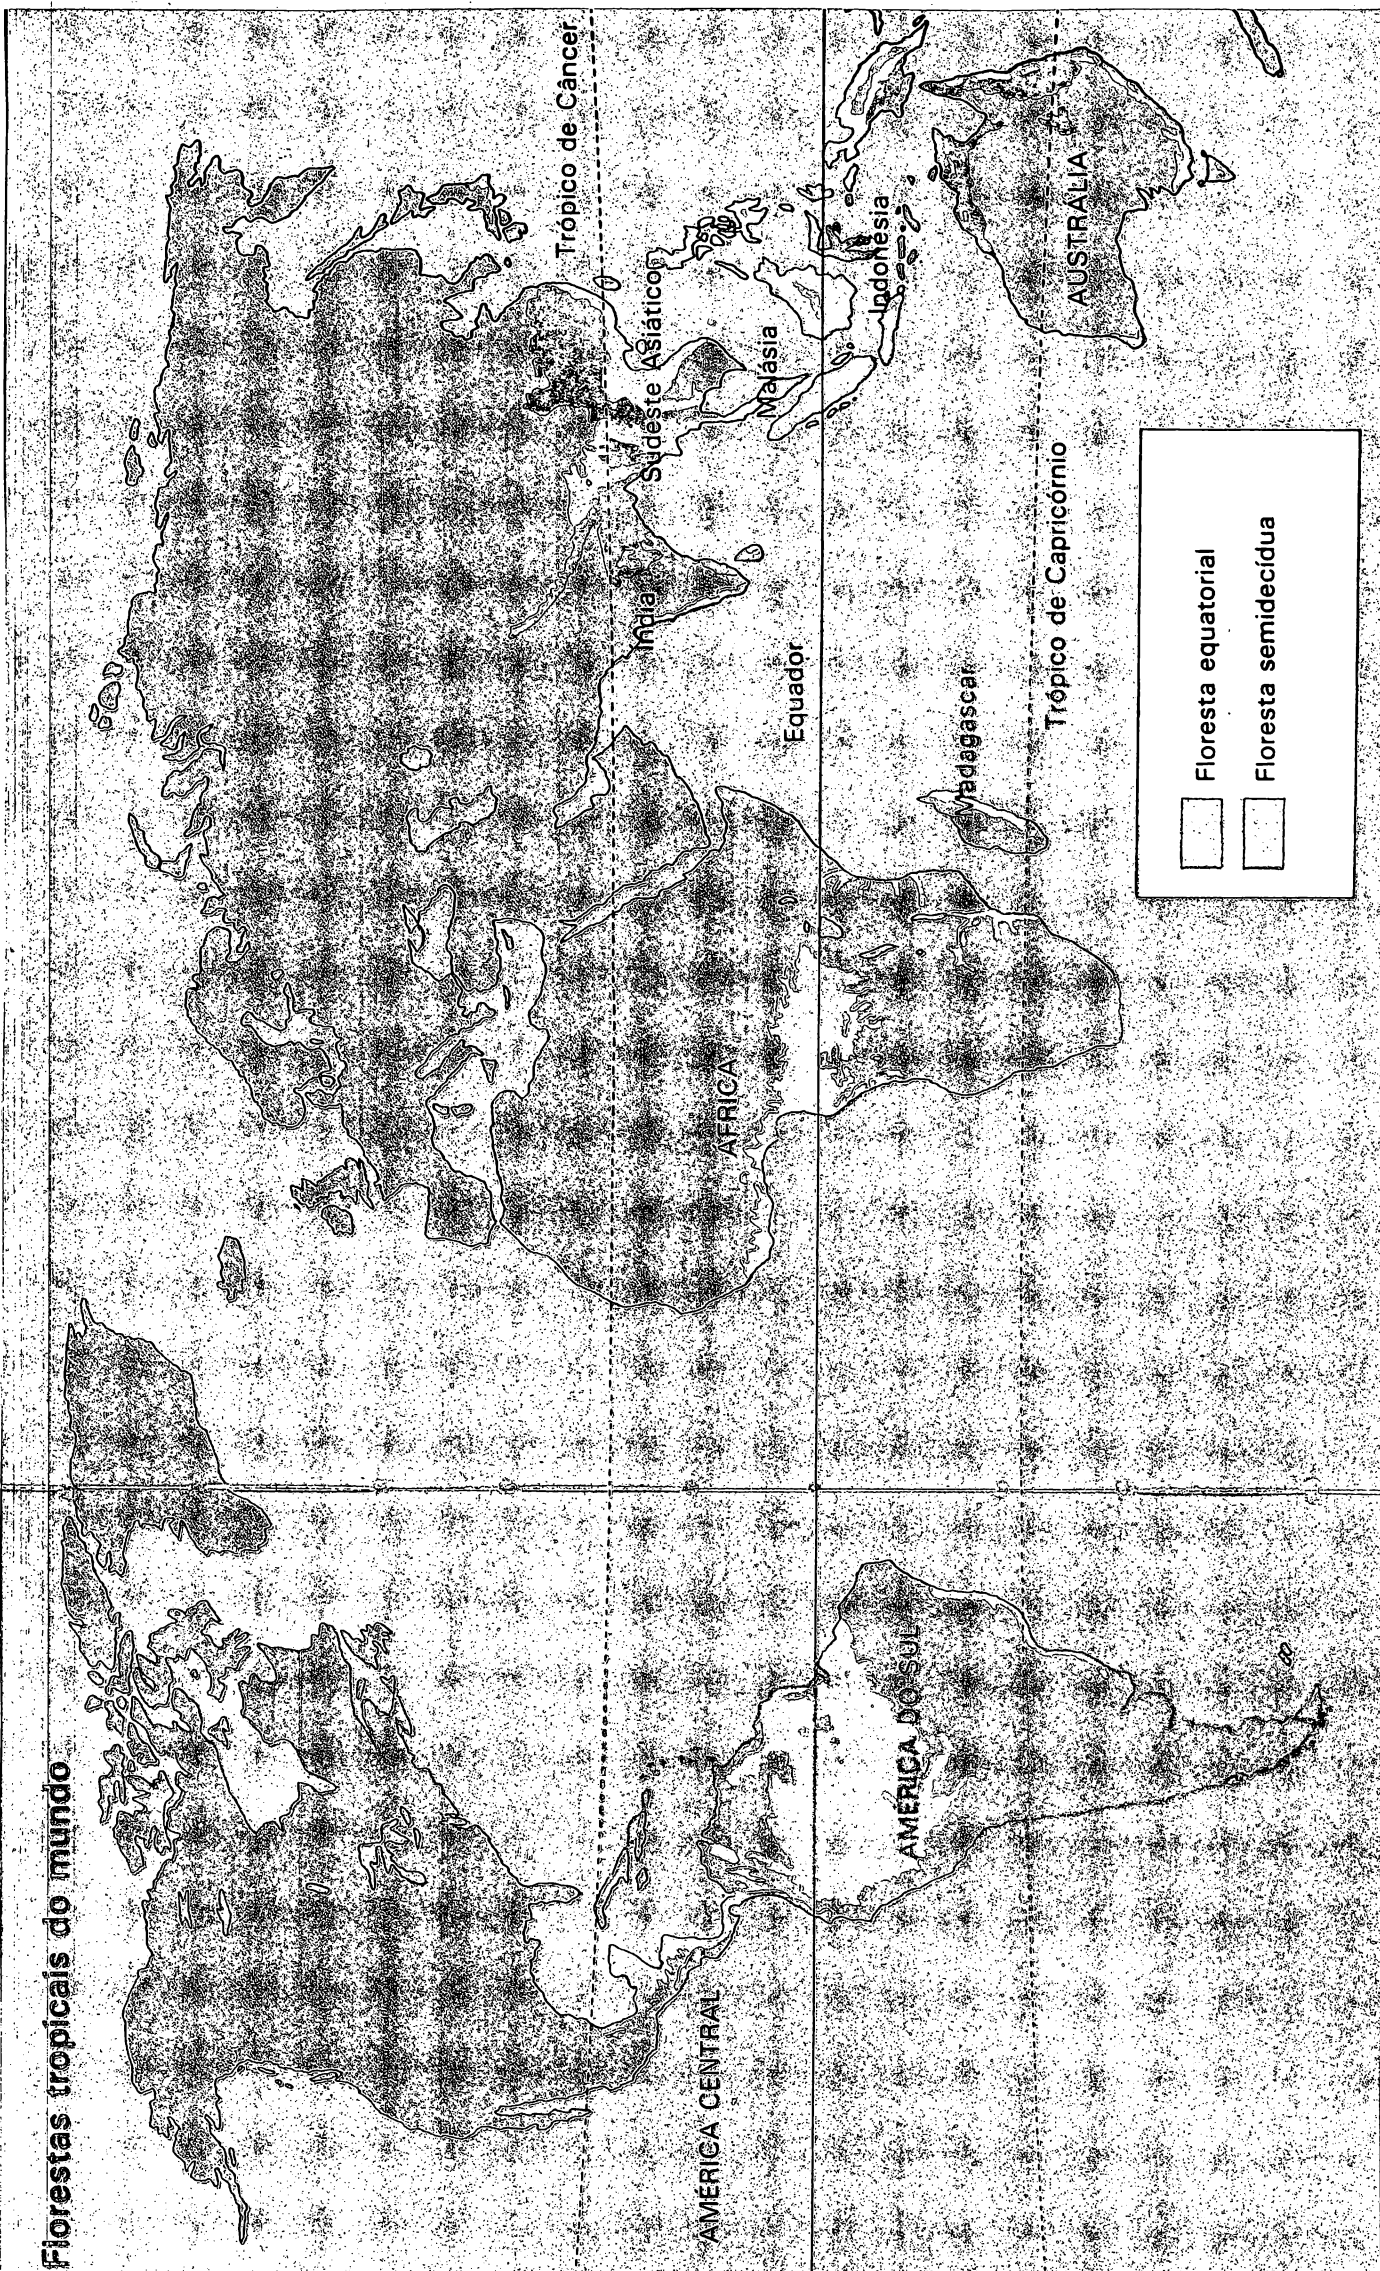 Florestas tropicais do mundo
Trópico de Câncer
Sudeste Asiático
Índia
Malásia
Indonésia
Equador
ÁFRICA
AMÉRICA CENTRAL
AMÉRICA DO SUL
Madagascar
AUSTRÁLIA
Trópico de Capricórnio
Floresta equatorial
Floresta semidecídua